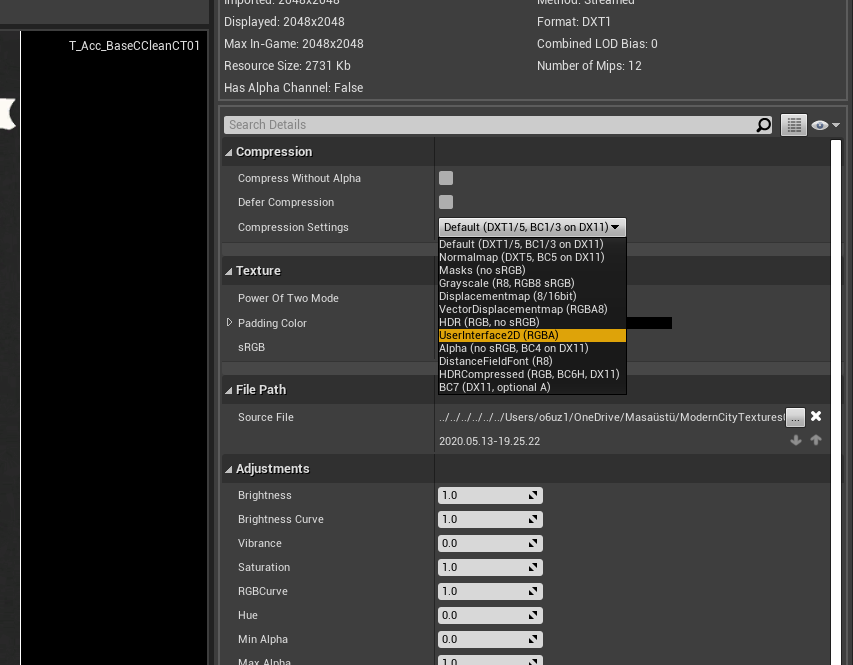 Imported: 2048x2048
Method: Streamed
Displayed: 2048x2048
Format: DXT1
Max In-Game: 2048x2048
Combined LOD Bias: 0
Resource Size: 2731 Kb
Number of Mips: 12
Has Alpha Channel: False
T_Acc_BaseCCleanCT01
Search Details
Compression
Compress Without Alpha
Defer Compression
Compression Settings
Default (DXT1/5, BC1/3 on DX11)
Default (DXT1/5, BC1/3 on DX11)
Normalmap (DXT5, BC5 on DX11)
Masks (no sRGB)
Grayscale (R8, RGB8 sRGB)
Displacementmap (8/16bit)
VectorDisplacementmap (RGBA8)
HDR (RGB, no sRGB)
UserInterface2D (RGBA)
Alpha (no sRGB, BC4 on DX11)
DistanceFieldFont (R8)
HDRCompressed (RGB, BC6H, DX11)
BC7 (DX11, optional A)
Texture
Power Of Two Mode
Padding Color
sRGB
File Path
Source File
../../../../../../Users/o6uz1/OneDrive/Masaüstü/ModernCityTextures
...
2020.05.13-19.25.22
Adjustments
Brightness
1.0
Brightness Curve
1.0
Vibrance
0.0
Saturation
1.0
RGBCurve
1.0
Hue
0.0
Min Alpha
0.0
Max Alpha
1.0